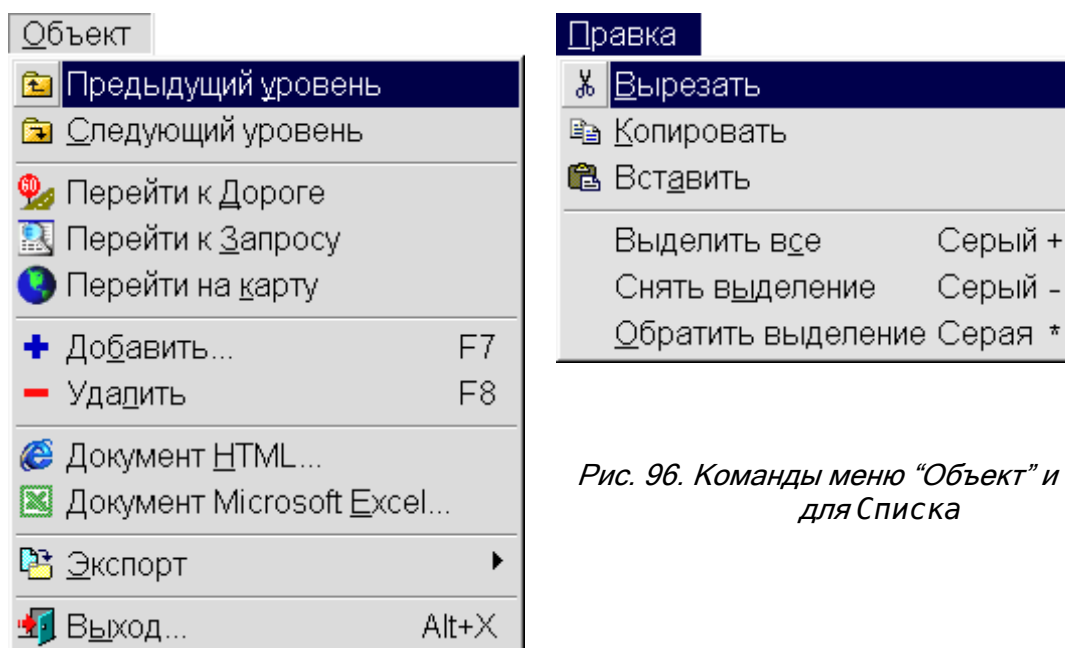 Объект
Предыдущий уровень
Следующий уровень
Перейти к Дороге
60
Перейти к Запросу
Перейти на карту
Добавить... F7
Удалить F8
Документ HTML...
Документ Microsoft Excel...
Экспорт
Выход... Alt+X
Правка
Вырезать
Копировать
Вставить
Выделить все Серый +
Снять выделение Серый -
Обратить выделение Серая *
Рис. 96. Команды меню “Объект” и
для Списка